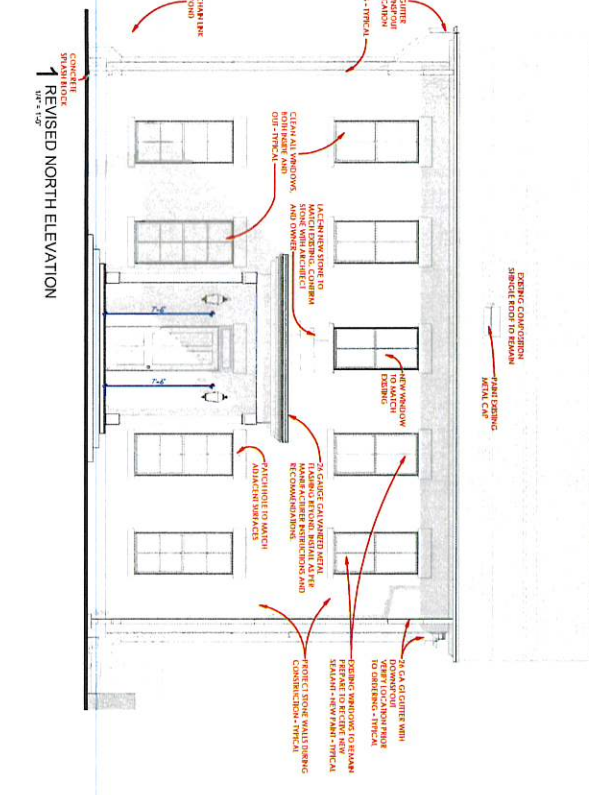 EXISTING COMPOSITION
SHINGLE ROOF TO REMAIN
PAINT EXISTING
METAL CAP
GUTTER
- TYPICAL
CLEAN ALL WINDOWS,
BOTH INSIDE AND
OUT - TYPICAL
LACE-IN NEW STONE TO
MATCH EXISTING, CONFIRM
STONE WITH ARCHITECT
AND OWNER
NEW WINDOW
TO MATCH
EXISTING
26 GA GI GUTTER WITH
DOWNSPOUT
VERIFY LOCATION PRIOR
TO ORDERING - TYPICAL
EXISTING WINDOWS TO REMAIN
PREPARE TO RECEIVE NEW
SEALANT - NEW PAINT - TYPICAL
26 GAUGE GALVANIZED METAL
FLASHING BEYOND. INSTALL AS PER
MANUFACTURER INSTRUCTIONS AND
RECOMMENDATIONS.
PATCH HOLE TO MATCH
ADJACENT SURFACES
PROTECT STONE WALLS DURING
CONSTRUCTION - TYPICAL
7'-6"
7'-6"
CHAIN LINK
CONCRETE
SPLASH BLOCK
1 REVISED NORTH ELEVATION
1/4" = 1'-0"